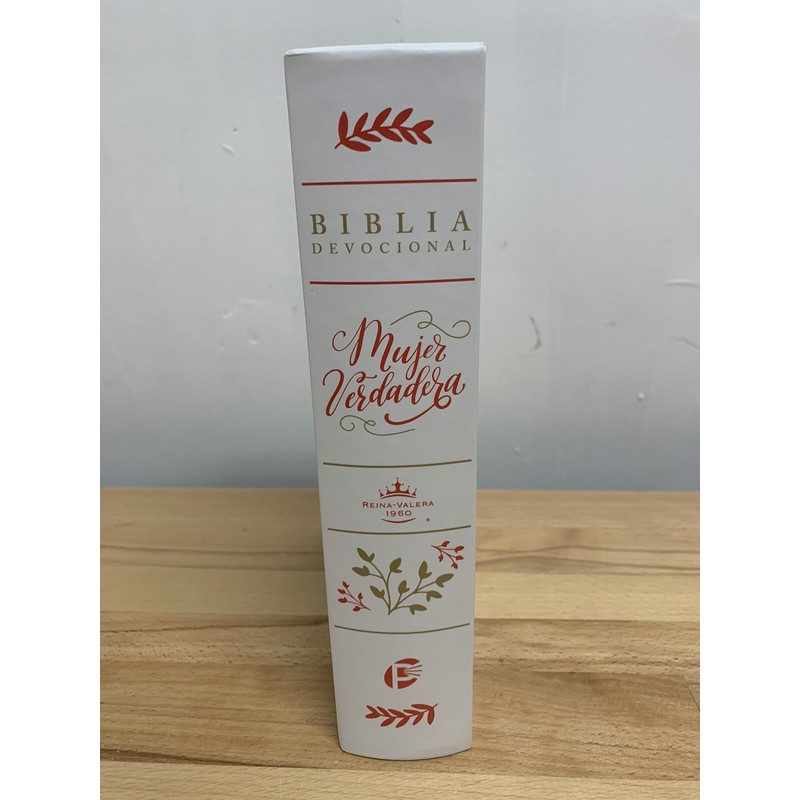 BIBLIA
DEVOCIONAL
Mujer
Verdadera
REINA-VALERA
1960
®